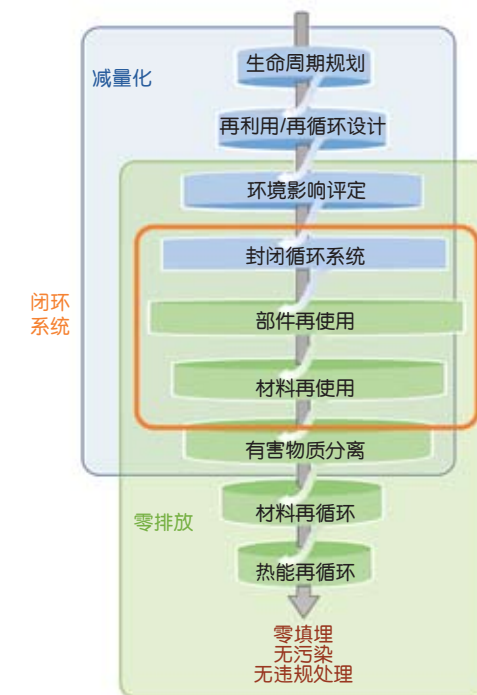 生命周期规划
减量化
再利用/再循环设计
环境影响评定
封闭循环系统
闭环
系统
部件再使用
材料再使用
有害物质分离
材料再循环
零排放
热能再循环
零填埋
无污染
无违规处理